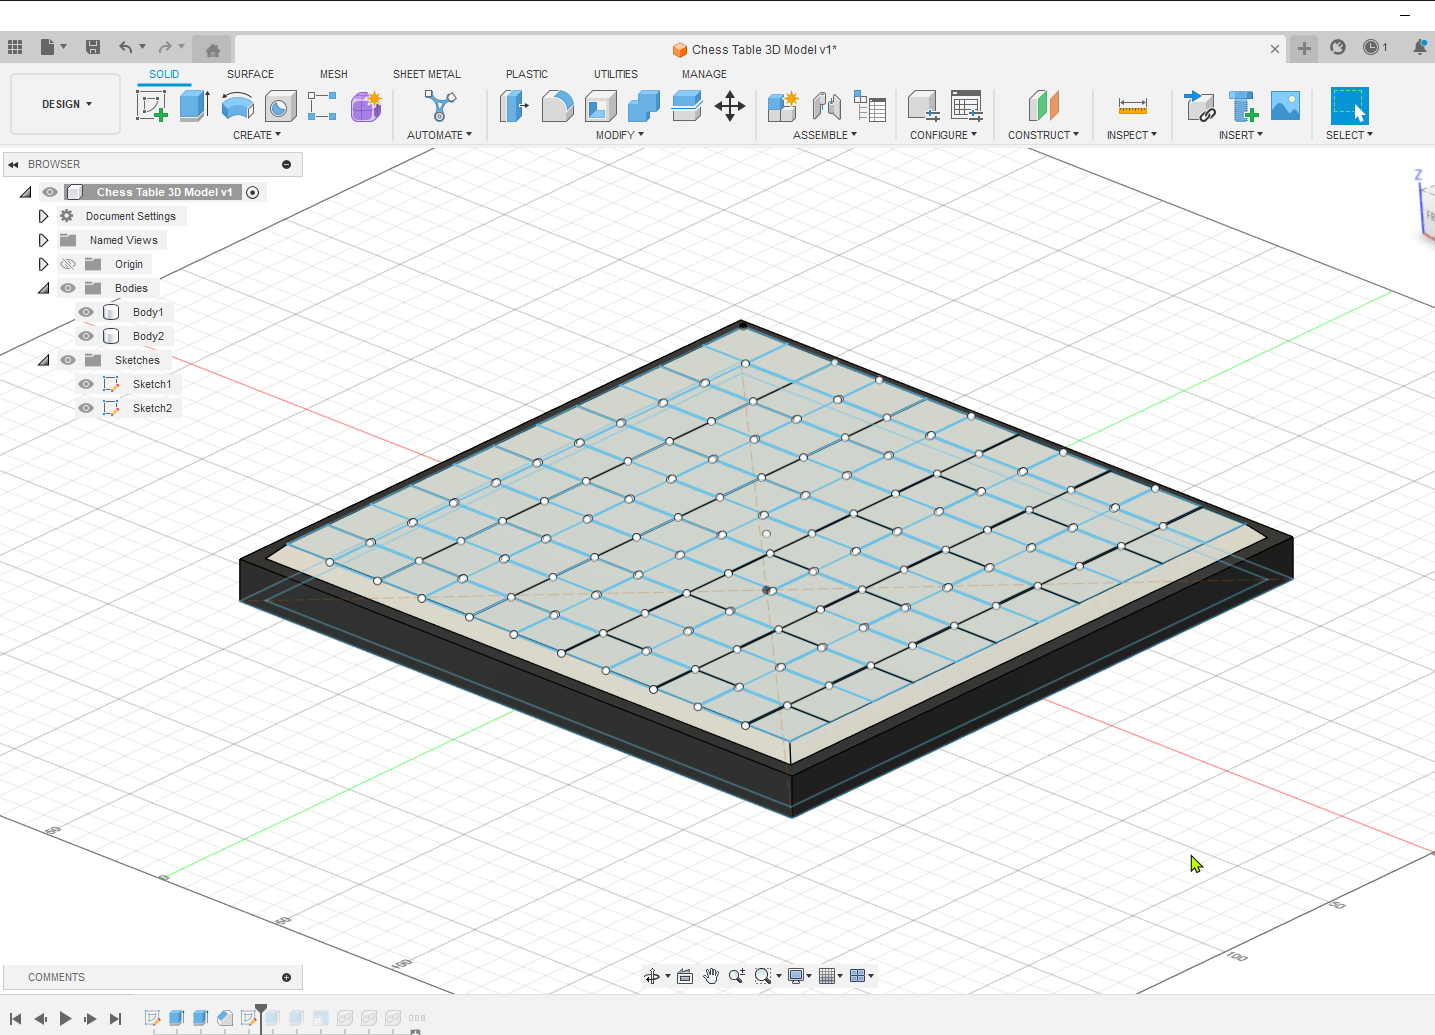 Chess Table 3D Model v1*
1
SOLID SURFACE MESH SHEET METAL PLASTIC UTILITIES MANAGE
DESIGN
CREATE AUTOMATE MODIFY ASSEMBLE CONFIGURE CONSTRUCT INSPECT INSERT SELECT
BROWSER
Chess Table 3D Model v1
Document Settings
Named Views
Origin
Bodies
Body1
Body2
Sketches
Sketch1
Sketch2
Z
50
0
50
100
50
100
COMMENTS